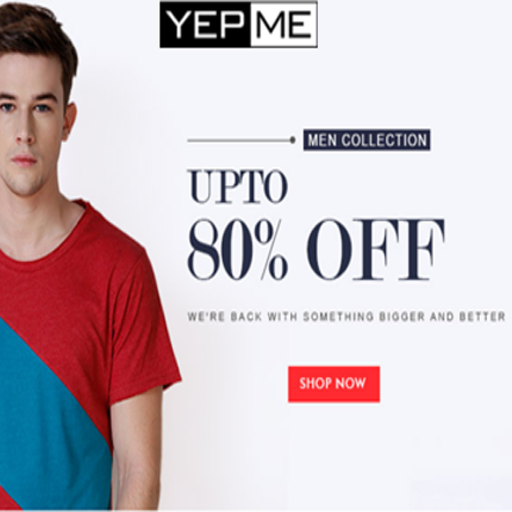 YEPME
MEN COLLECTION
UPTO
80% OFF
WE'RE BACK WITH SOMETHING BIGGER AND BETTER
SHOP NOW